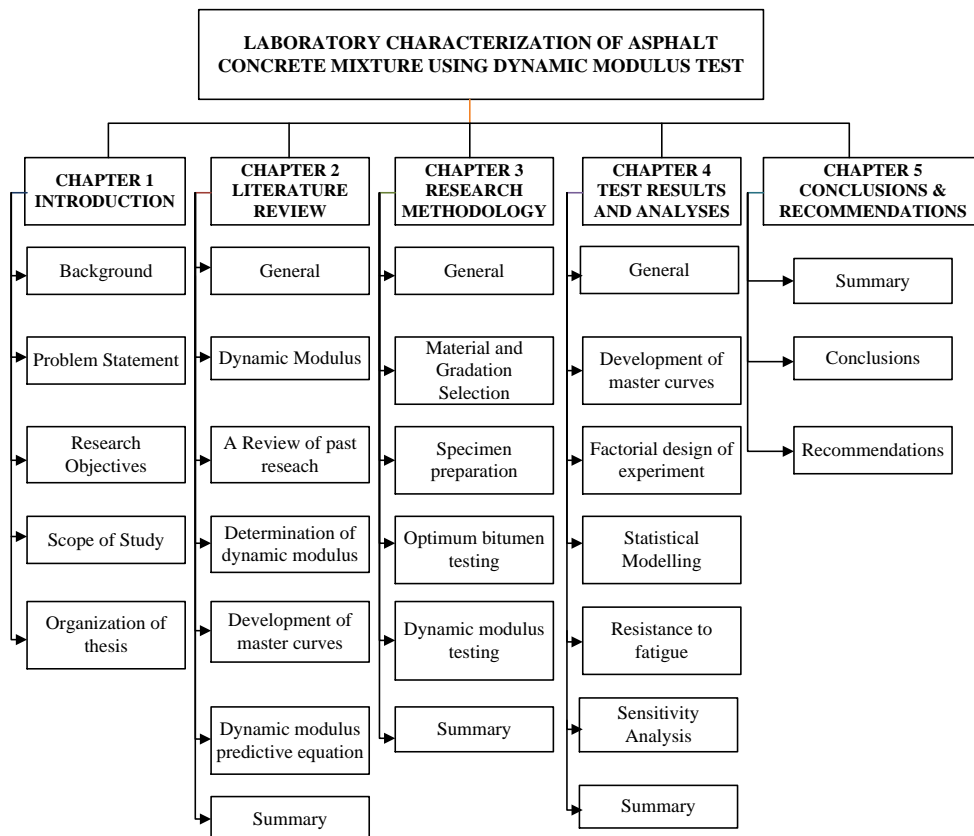 LABORATORY CHARACTERIZATION OF ASPHALT
CONCRETE MIXTURE USING DYNAMIC MODULUS TEST
CHAPTER 1
INTRODUCTION
Background
Problem Statement
Research
Objectives
Scope of Study
Organization of
thesis
CHAPTER 2
LITERATURE
REVIEW
General
Dynamic Modulus
A Review of past
reseach
Determination of
dynamic modulus
Development of
master curves
Dynamic modulus
predictive equation
Summary
CHAPTER 3
RESEARCH
METHODOLOGY
General
Material and
Gradation
Selection
Specimen
preparation
Optimum bitumen
testing
Dynamic modulus
testing
Summary
CHAPTER 4
TEST RESULTS
AND ANALYSES
General
Development of
master curves
Factorial design of
experiment
Statistical
Modelling
Resistance to
fatigue
Sensitivity
Analysis
Summary
CHAPTER 5
CONCLUSIONS &
RECOMMENDATIONS
Summary
Conclusions
Recommendations